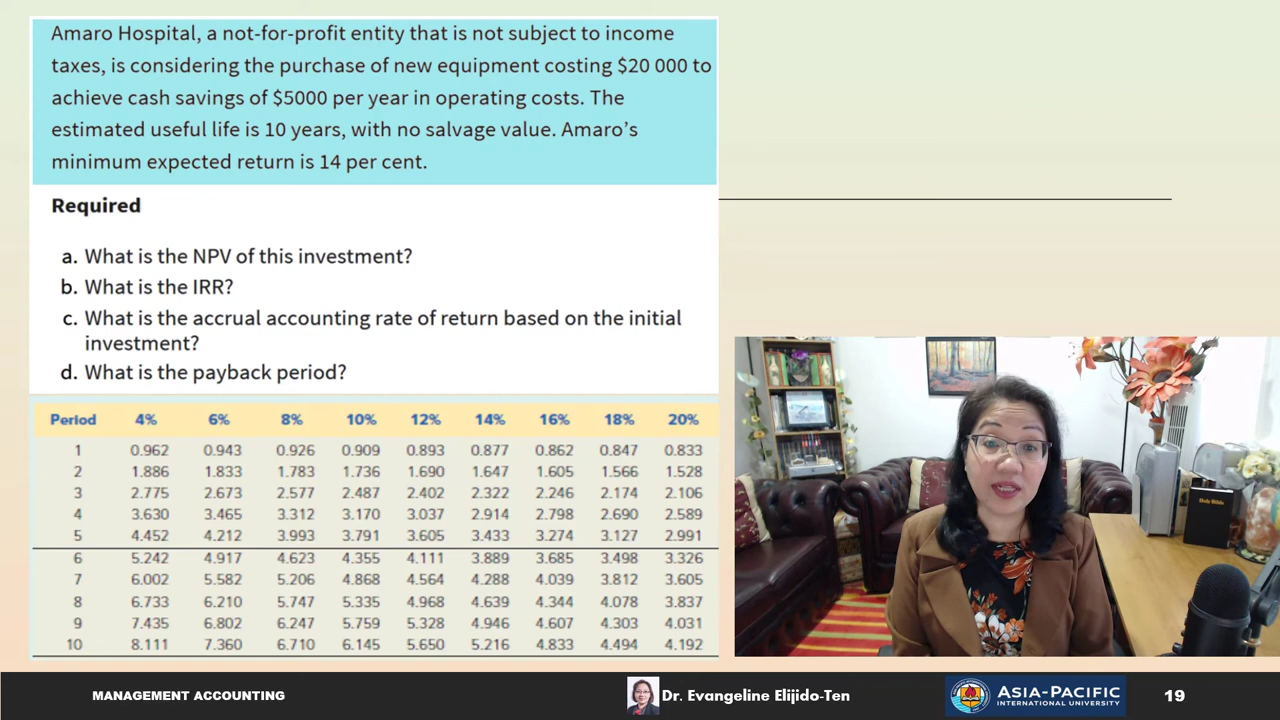 Amaro Hospital, a not-for-profit entity that is not subject to income
taxes, is considering the purchase of new equipment costing $20 000 to
achieve cash savings of $5000 per year in operating costs. The
estimated useful life is 10 years, with no salvage value. Amaro's
minimum expected return is 14 per cent.
Required
a. What is the NPV of this investment?
b. What is the IRR?
c. What is the accrual accounting rate of return based on the initial
investment?
d. What is the payback period?
Period 4% 6% 8% 10% 12% 14% 16% 18% 20%
1 0.962 0.943 0.926 0.909 0.893 0.877 0.862 0.847 0.833
2 1.886 1.833 1.783 1.736 1.690 1.647 1.605 1.566 1.528
3 2.775 2.673 2.577 2.487 2.402 2.322 2.246 2.174 2.106
4 3.630 3.465 3.312 3.170 3.037 2.914 2.798 2.690 2.589
5 4.452 4.212 3.993 3.791 3.605 3.433 3.274 3.127 2.991
6 5.242 4.917 4.623 4.355 4.111 3.889 3.685 3.498 3.326
7 6.002 5.582 5.206 4.868 4.564 4.288 4.039 3.812 3.605
8 6.733 6.210 5.747 5.335 4.968 4.639 4.344 4.078 3.837
9 7.435 6.802 6.247 5.759 5.328 4.946 4.607 4.303 4.031
10 8.111 7.360 6.710 6.145 5.650 5.216 4.833 4.494 4.192
Holy Bible
MANAGEMENT ACCOUNTING
Dr. Evangeline Elijido-Ten
ASIA-PACIFIC
INTERNATIONAL UNIVERSITY
19